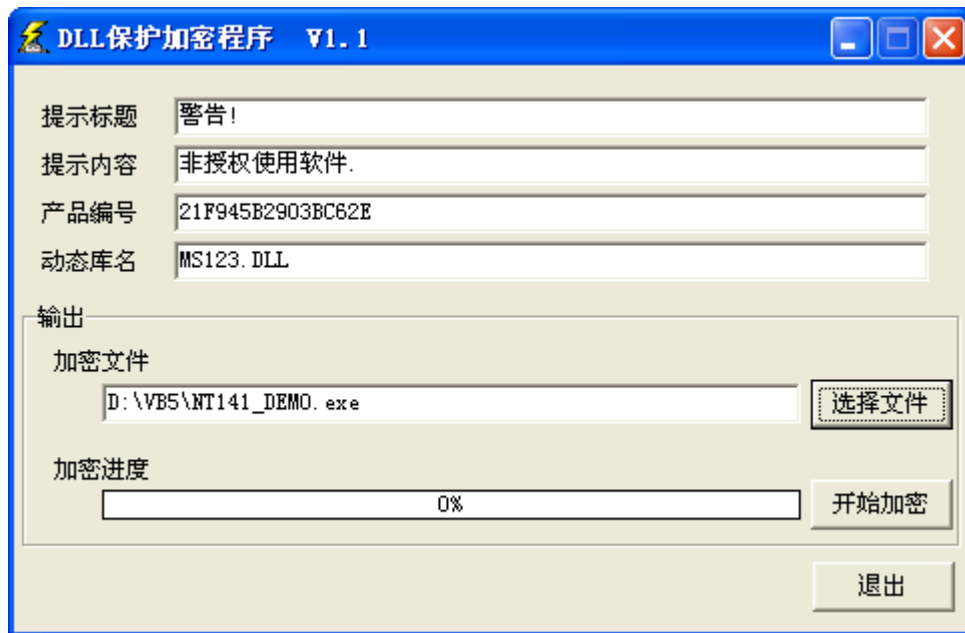 DLL保护加密程序 V1.1
提示标题 警告!
提示内容 非授权使用软件.
产品编号 21F945B2903BC62E
动态库名 MS123.DLL
输出
加密文件
D:\VB5\NT141_DEMO.exe 选择文件
加密进度
0% 开始加密
退出